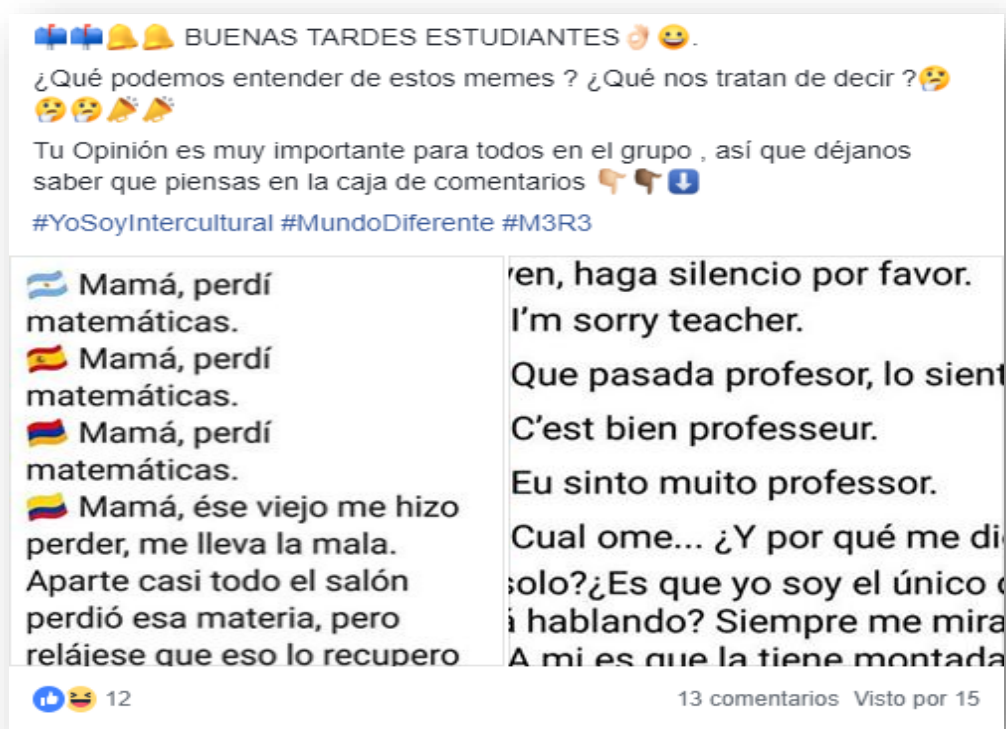 BUENAS TARDES ESTUDIANTES👌🏻 😀.
¿Qué podemos entender de estos memes ? ¿Qué nos tratan de decir ?🤔
🤔🤔📣📣
Tu Opinión es muy importante para todos en el grupo , así que déjanos
saber que piensas en la caja de comentarios 👇🏼 👇🏿 ⬇️
#YoSoyIntercultural #MundoDiferente #M3R3
Mamá, perdí
matemáticas.
Mamá, perdí
matemáticas.
Mamá, perdí
matemáticas.
Mamá, ése viejo me hizo
perder, me lleva la mala.
Aparte casi todo el salón
perdió esa materia, pero
relájese que eso lo recupero
ven, haga silencio por favor.
I'm sorry teacher.
Que pasada profesor, lo sient
C'est bien professeur.
Eu sinto muito professor.
Cual ome... ¿Y por qué me di
solo?¿Es que yo soy el único
hablando? Siempre me mira
A mi es que la tiene montada
12
13 comentarios Visto por 15